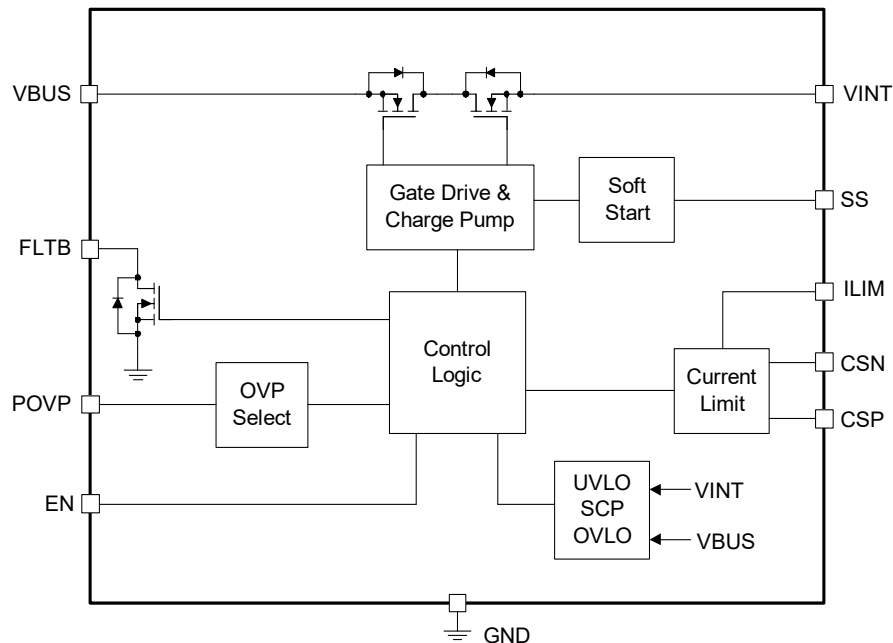 VBUS
VINT
Gate Drive &
Charge Pump
Soft
Start
SS
FLTB
ILIM
Control
Logic
CSN
Current
Limit
OVP
Select
POVP
CSP
EN
UVLO
SCP
OVLO
VINT
VBUS
GND